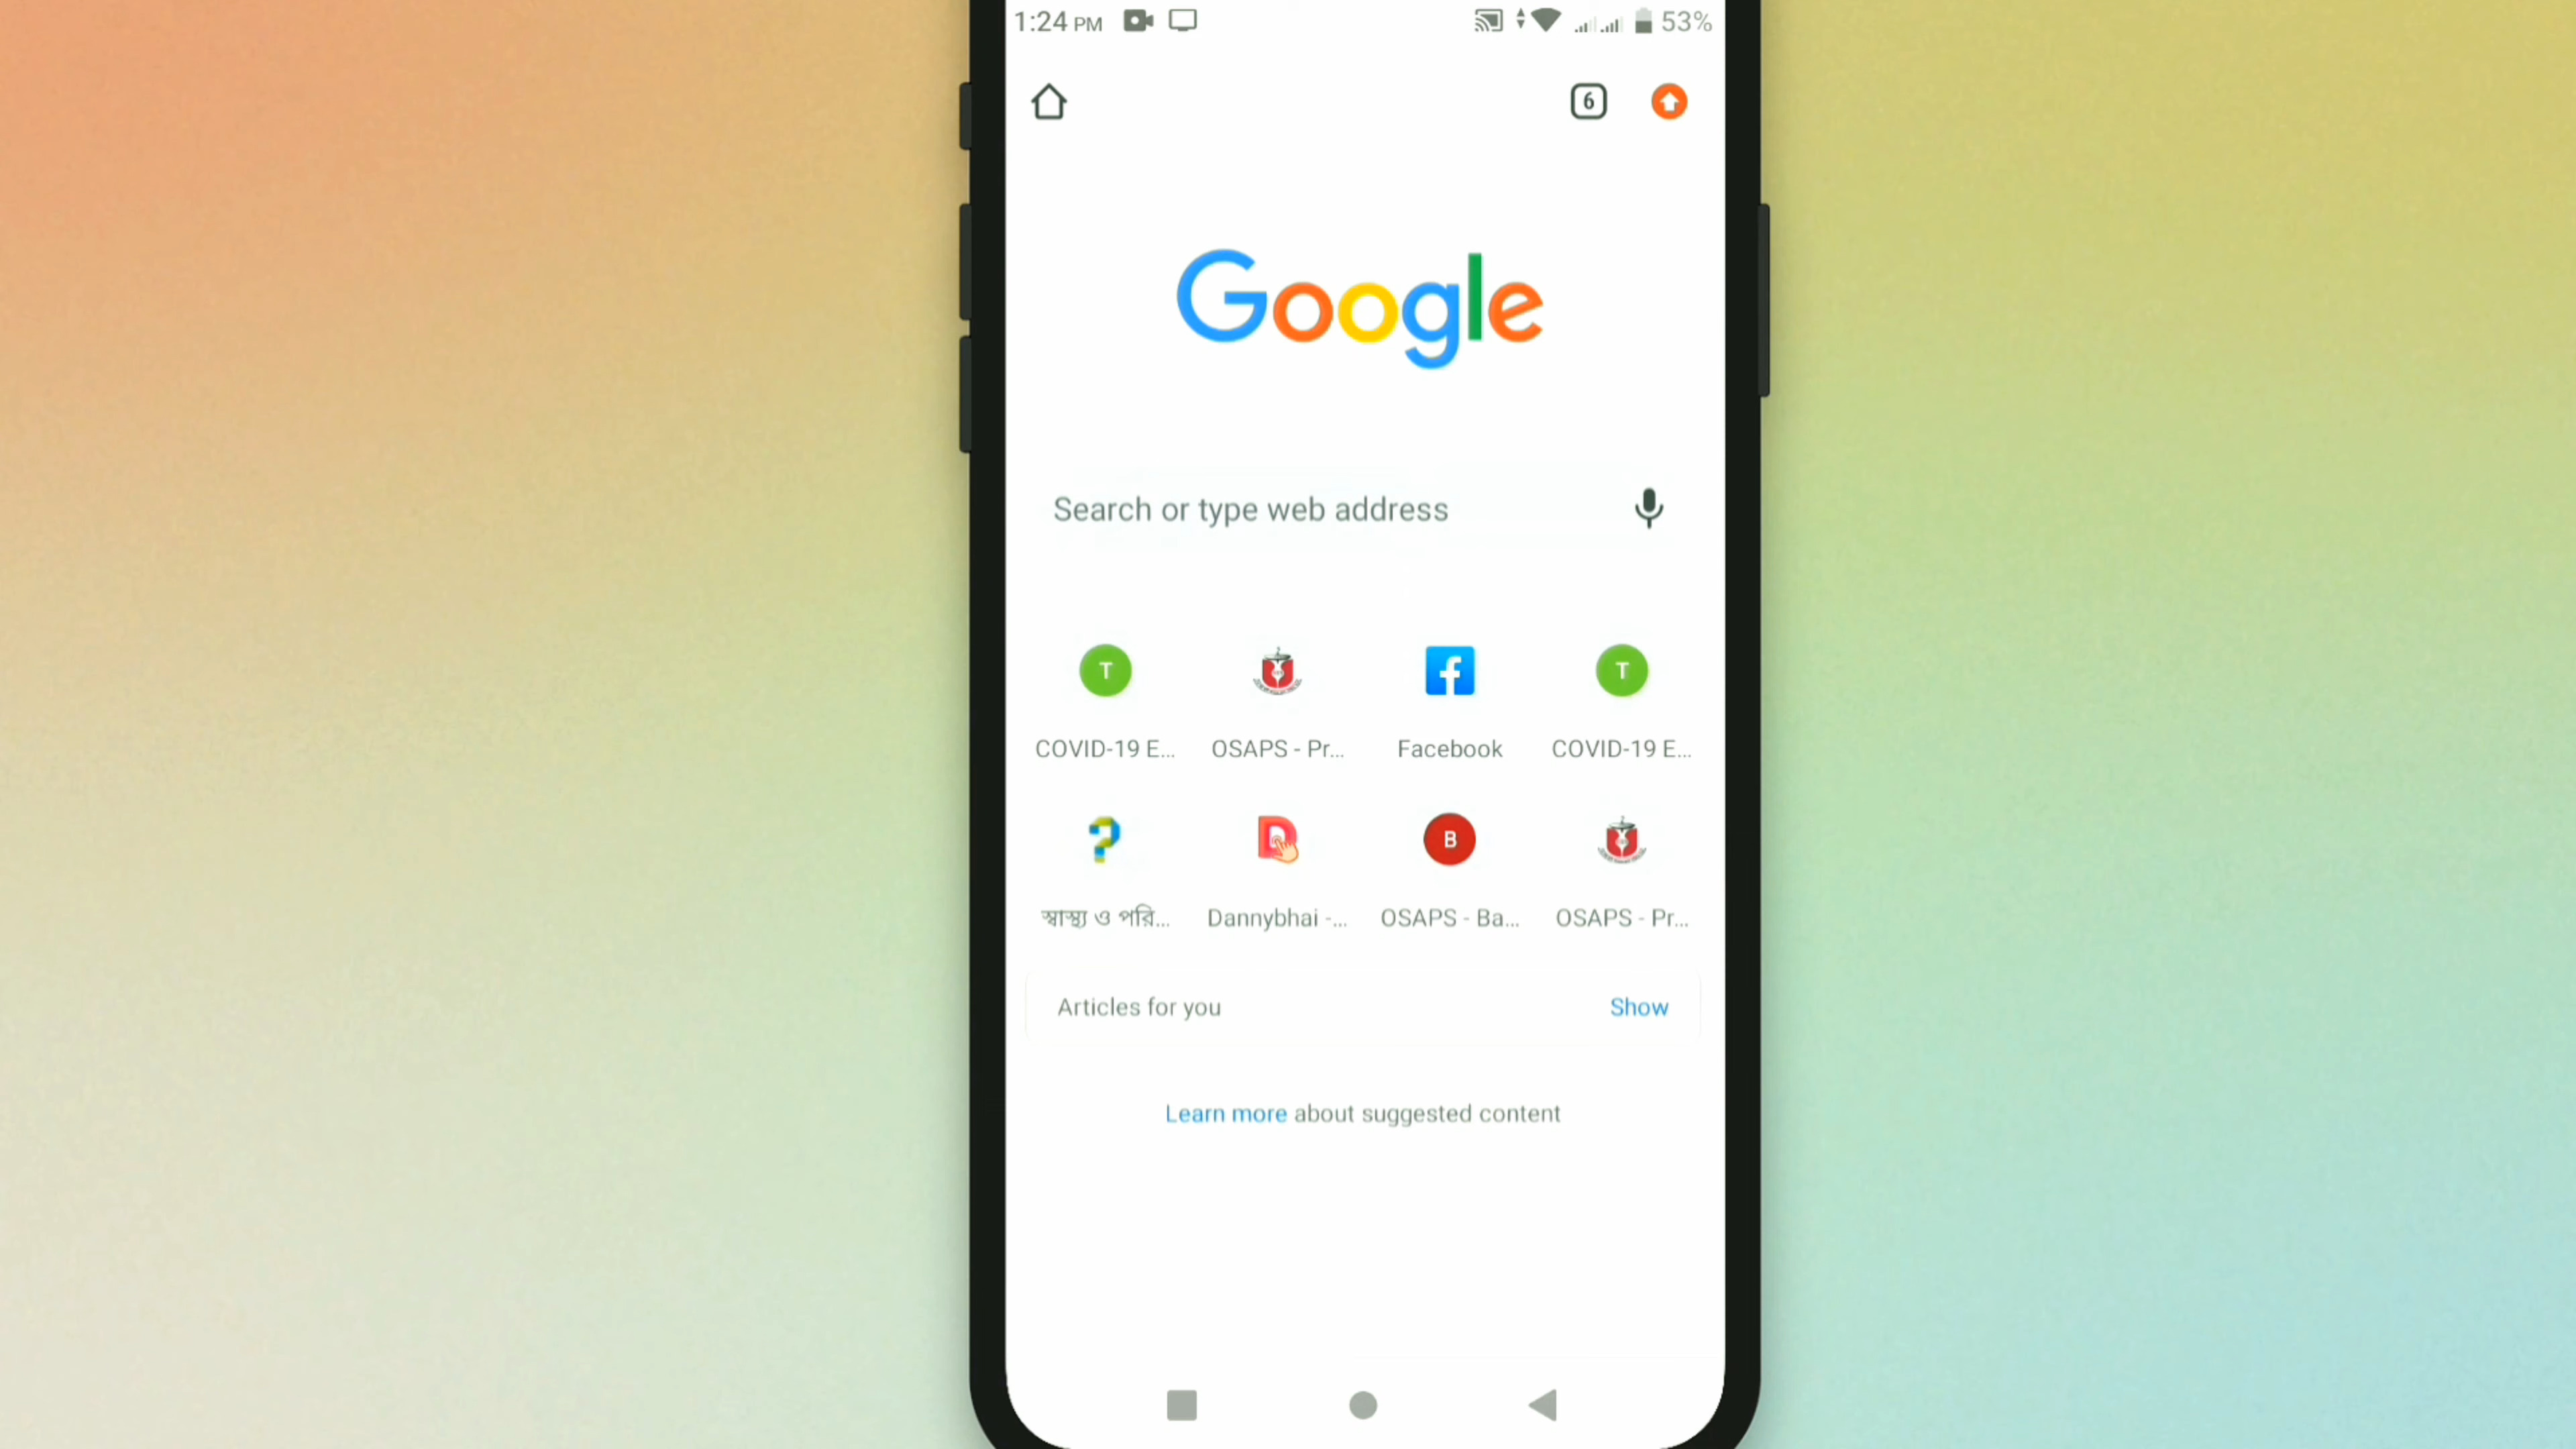 1:24 PM 53%
6
Google
Search or type web address
T T
COVID-19 E... OSAPS - Pr... Facebook COVID-19 E...
B
স্বাস্থ্য ও পরি... Dannybhai -... OSAPS - Ba... OSAPS - Pr...
Articles for you Show
Learn more about suggested content